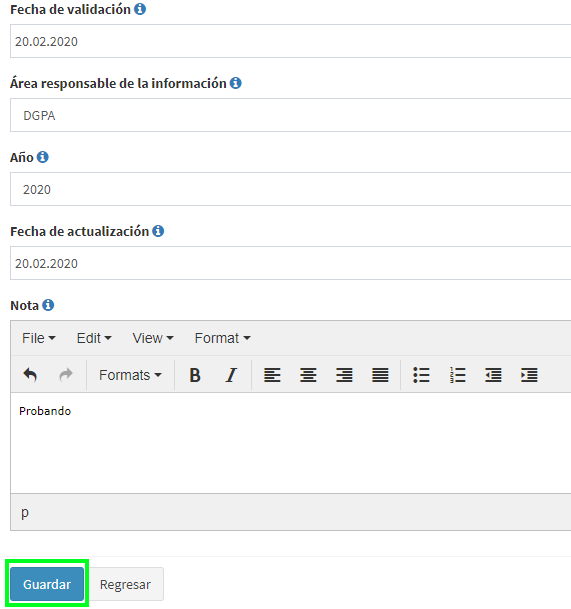 Fecha de validación
20.02.2020
Área responsable de la información
DGPA
Año
2020
Fecha de actualización
20.02.2020
Nota
File Edit View Format
Formats B I
Probando
p
Guardar Regresar